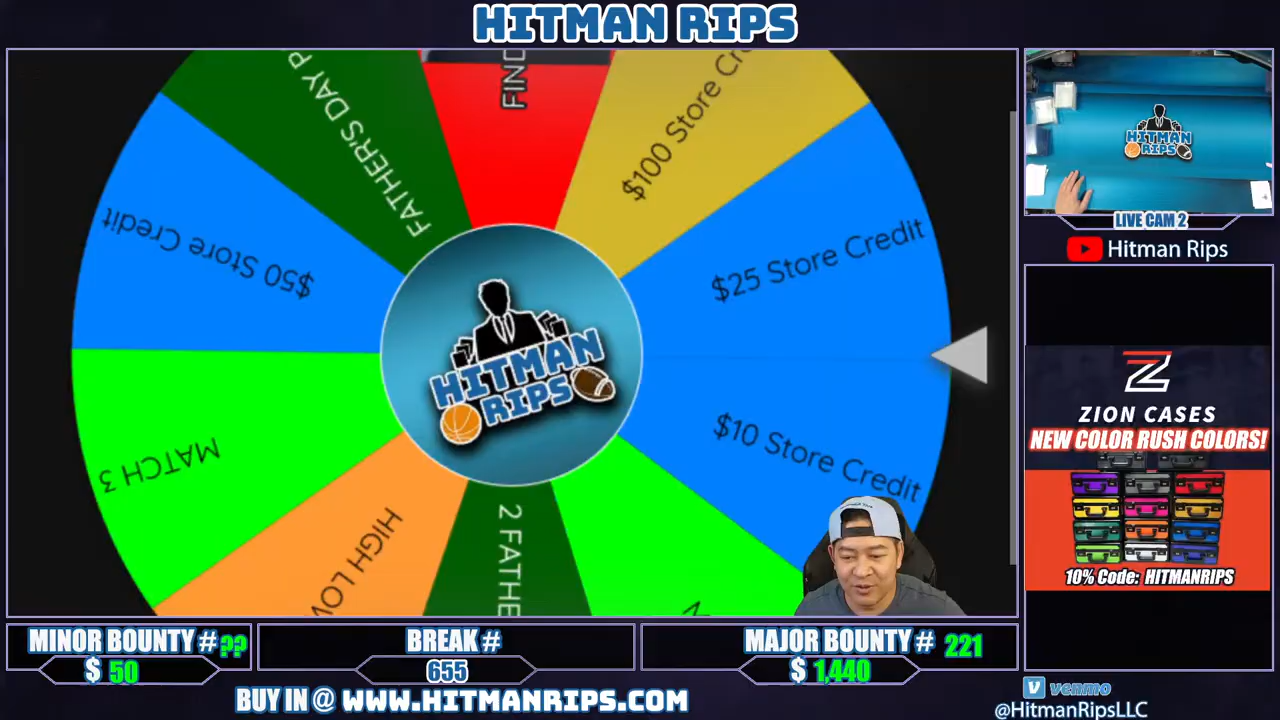 HITMAN RIPS
FATHER'S DAY P
FIND
$100 Store Cr
$50 Store Credit
$25 Store Credit
HITMAN
RIPS
$10 Store Credit
MATCH 3
HIGH LOW
2 FATHE
HITMAN
RIPS
LIVE CAM 2
Hitman Rips
Z
ZION CASES
NEW COLOR RUSH COLORS!
10% Code: HITMANRIPS
MINOR BOUNTY # ??
$ 50
BREAK #
655
MAJOR BOUNTY # 221
$ 1,440
BUY IN @ WWW.HITMANRIPS.COM
venmo
@HitmanRipsLLC